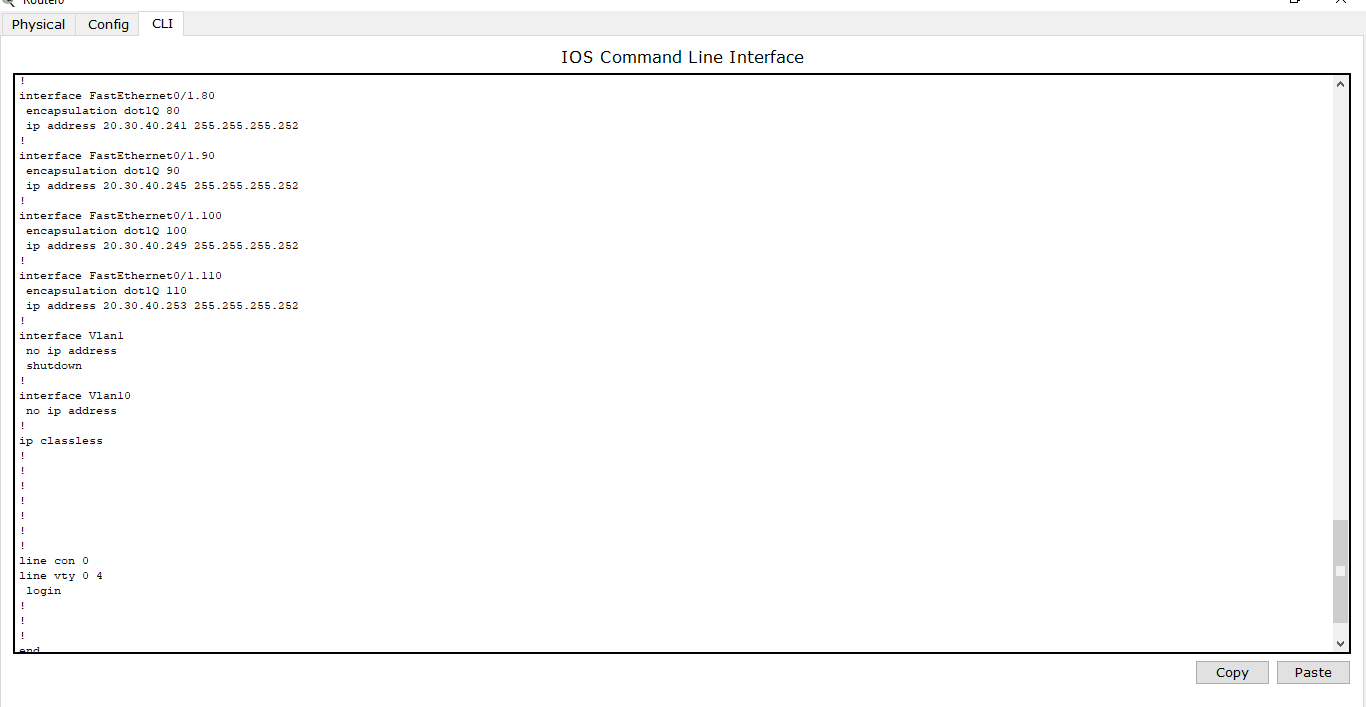 Router0
Physical Config CLI
IOS Command Line Interface
!
interface FastEthernet0/1.80
 encapsulation dot1Q 80
 ip address 20.30.40.241 255.255.255.252
!
interface FastEthernet0/1.90
 encapsulation dot1Q 90
 ip address 20.30.40.245 255.255.255.252
!
interface FastEthernet0/1.100
 encapsulation dot1Q 100
 ip address 20.30.40.249 255.255.255.252
!
interface FastEthernet0/1.110
 encapsulation dot1Q 110
 ip address 20.30.40.253 255.255.255.252
!
interface Vlan1
 no ip address
 shutdown
!
interface Vlan10
 no ip address
!
ip classless
!
!
!
!
!
!
!
line con 0
line vty 0 4
 login
!
!
!
end
Copy Paste